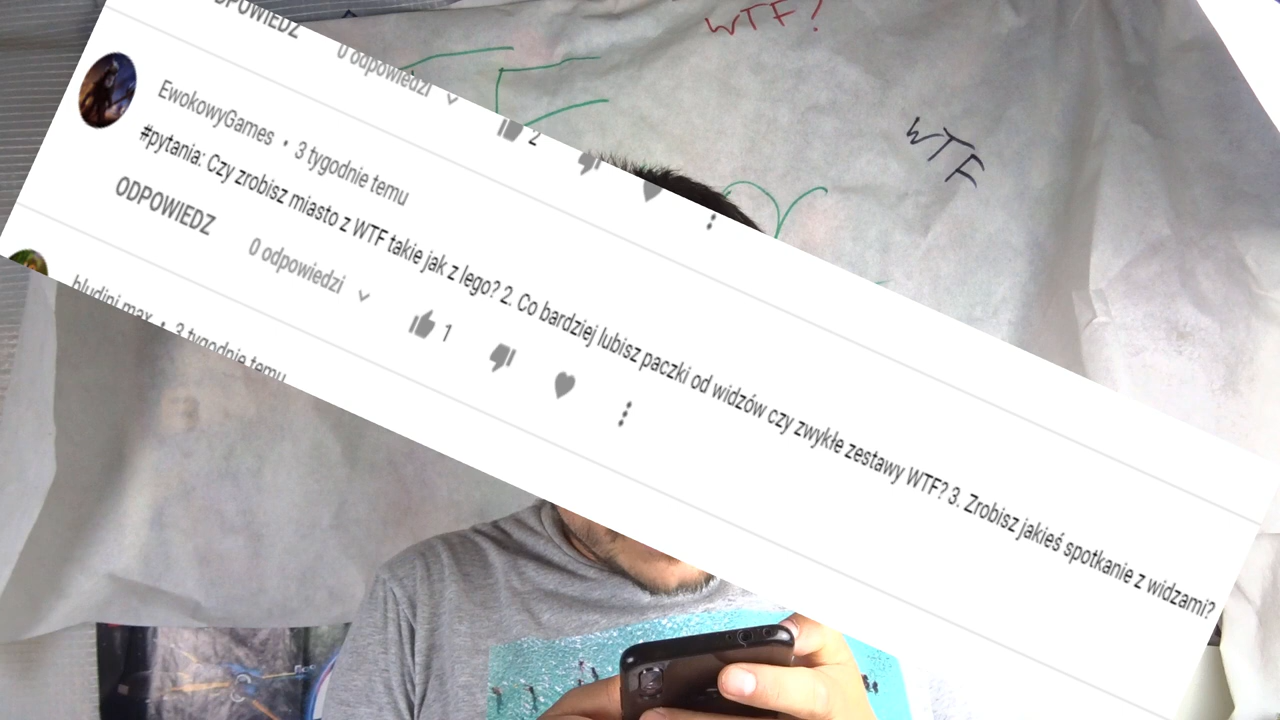 WTF?
WTF
ODPOWIEDZ
0 odpowiedzi
2
EwokowyGames • 3 tygodnie temu
#pytania: Czy zrobisz miasto z WTF takie jak z lego? 2. Co bardziej lubisz paczki od widzów czy zwykłe zestawy WTF? 3. Zrobisz jakieś spotkanie z widzami?
ODPOWIEDZ
0 odpowiedzi
1
bludini max • 3 tygodnie temu